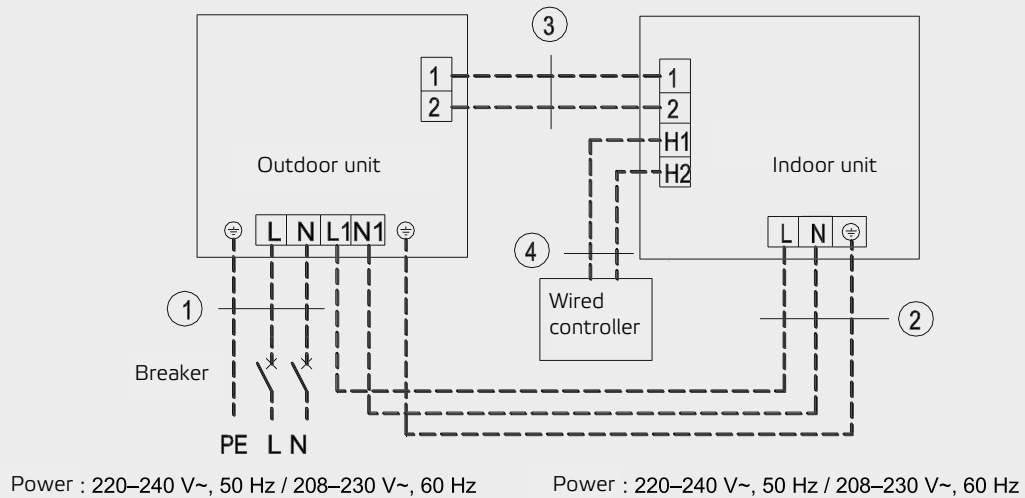 3
1
2
1
2
H1
H2
Outdoor unit
Indoor unit
L N L1 N1
L N
4
Wired
controller
1
2
Breaker
PE L N
Power : 220–240 V~, 50 Hz / 208–230 V~, 60 Hz
Power : 220–240 V~, 50 Hz / 208–230 V~, 60 Hz